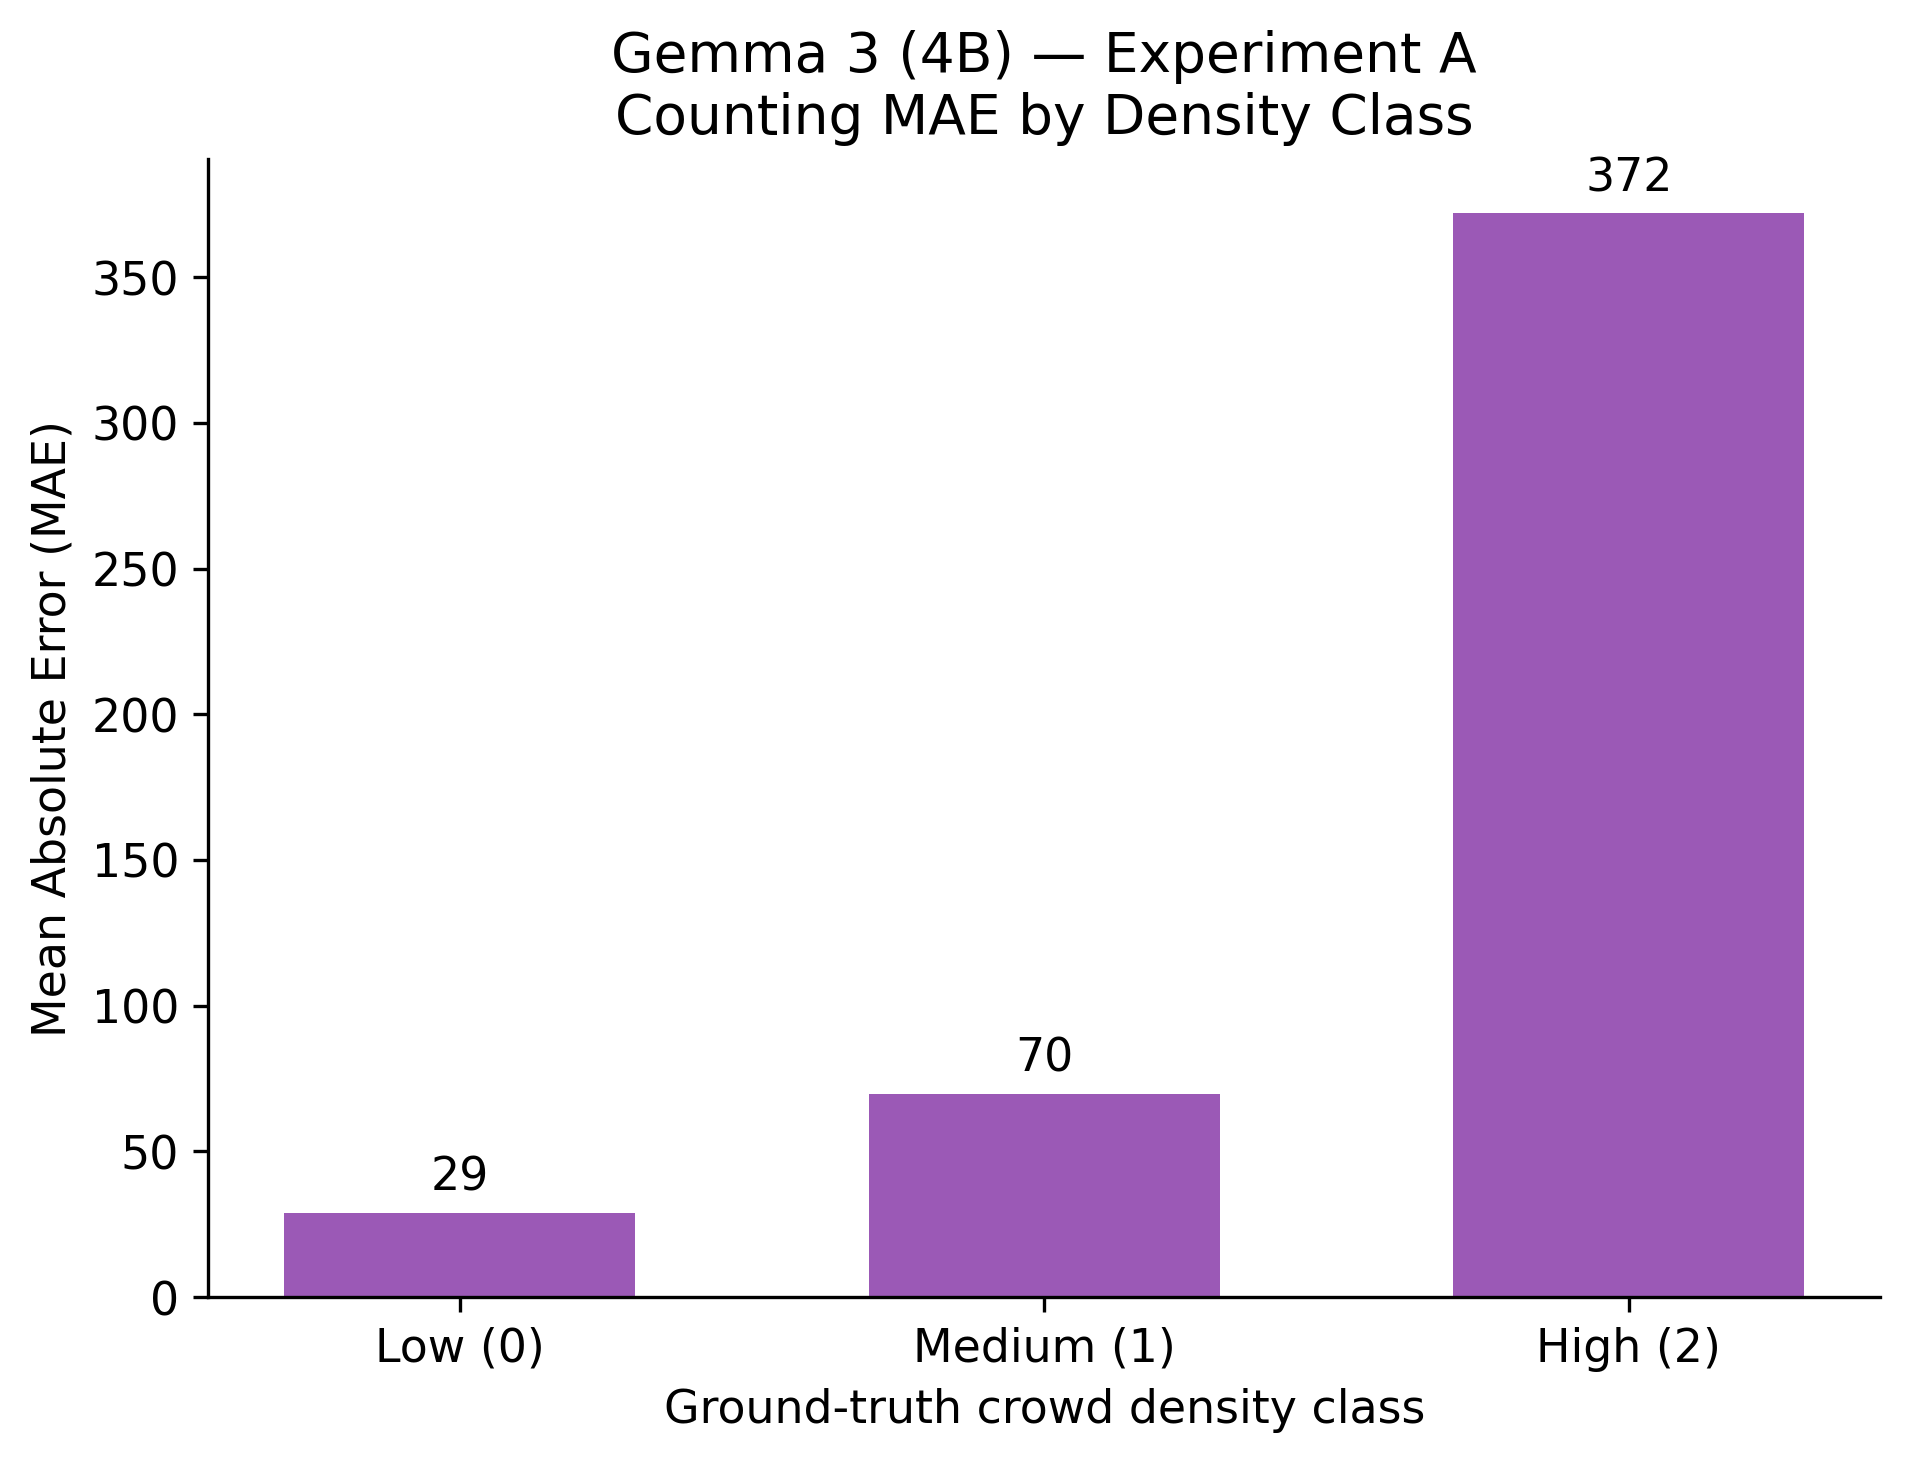 Gemma 3 (4B) — Experiment A
Counting MAE by Density Class
372
350
300
250
200
150
100
70
50
29
0
Mean Absolute Error (MAE)
Low (0)
Medium (1)
High (2)
Ground-truth crowd density class